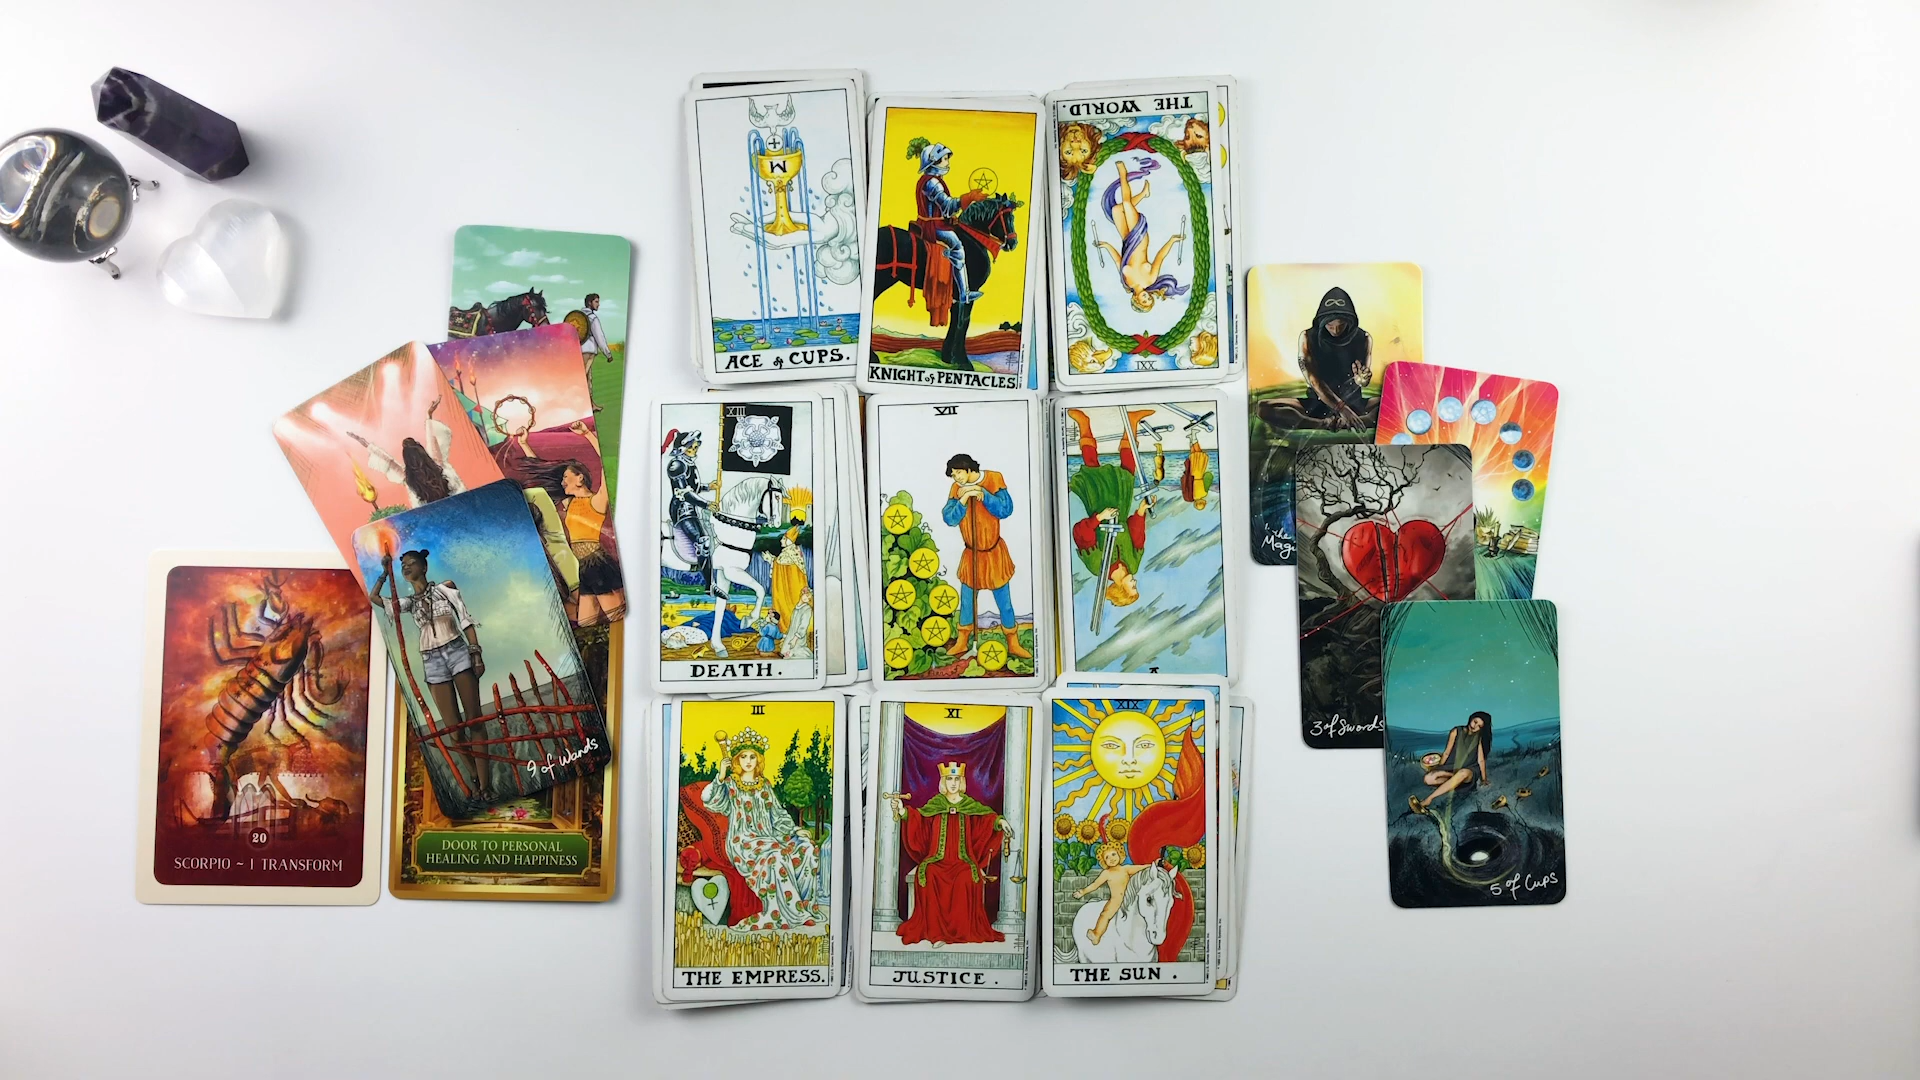 M
ACE of CUPS.
KNIGHT of PENTACLES.
THE WORLD.
XXI
XIII
DEATH.
VII
V
III
THE EMPRESS.
XI
JUSTICE.
XIX
THE SUN.
20
SCORPIO ~ I TRANSFORM
DOOR TO PERSONAL
HEALING AND HAPPINESS
9 of Wands
1. the
3 of Swords
5 of Cups